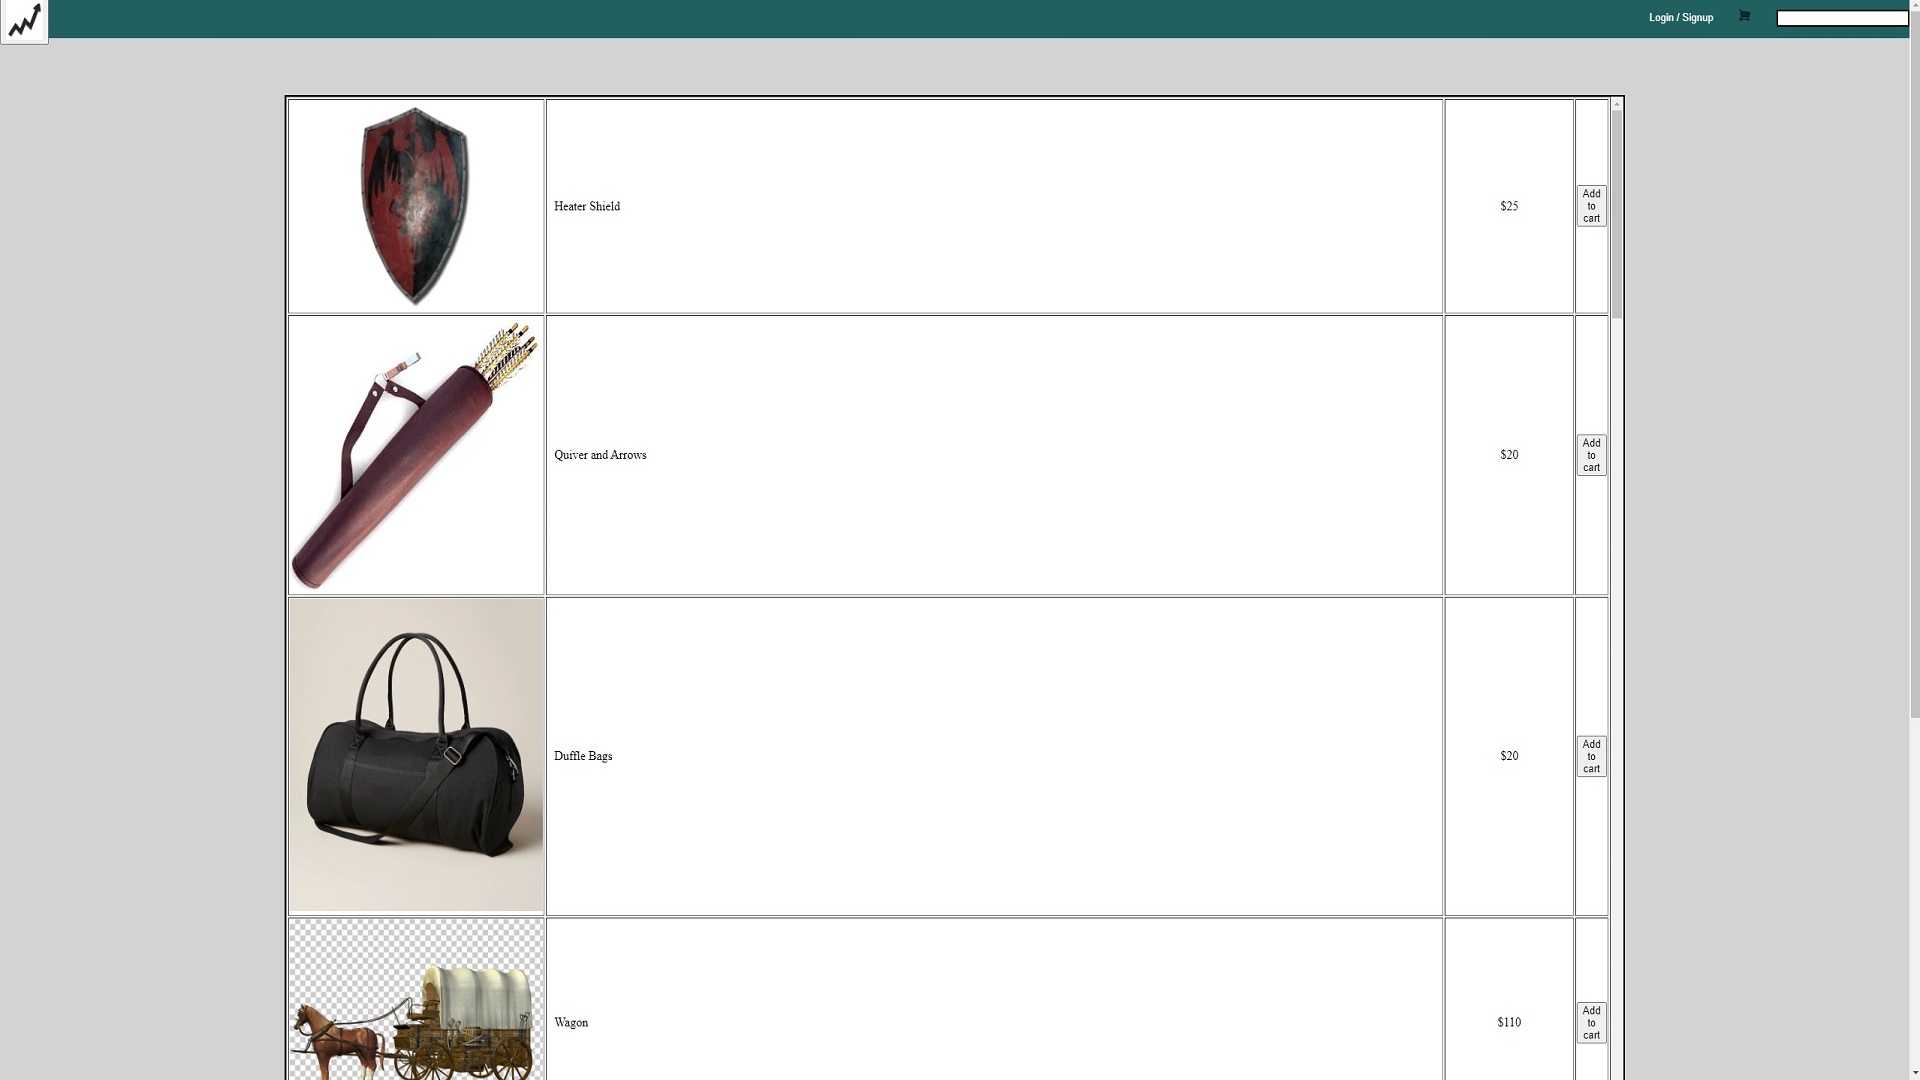 Login / Signup
Heater Shield
$25
Add
to
cart
Quiver and Arrows
$20
Add
to
cart
Duffle Bags
$20
Add
to
cart
Wagon
$110
Add
to
cart